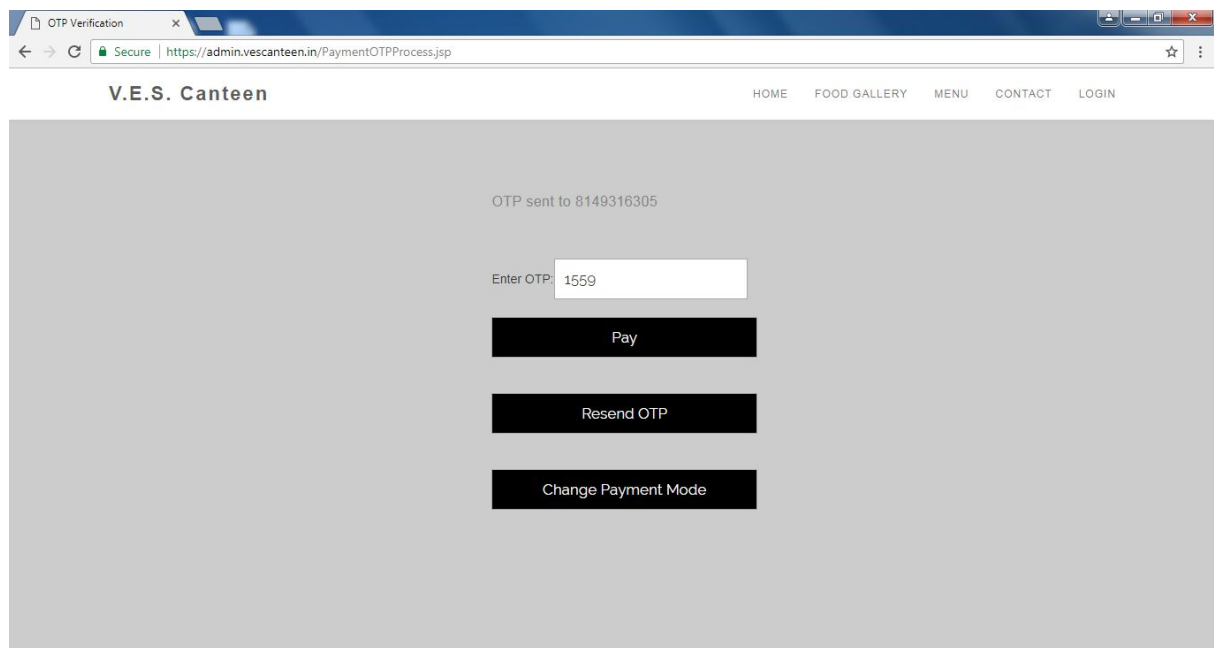 OTP Verification
Secure | https://admin.vescanteen.in/PaymentOTPProcess.jsp
V.E.S. Canteen HOME FOOD GALLERY MENU CONTACT LOGIN
OTP sent to 8149316305
Enter OTP: 1559
Pay
Resend OTP
Change Payment Mode